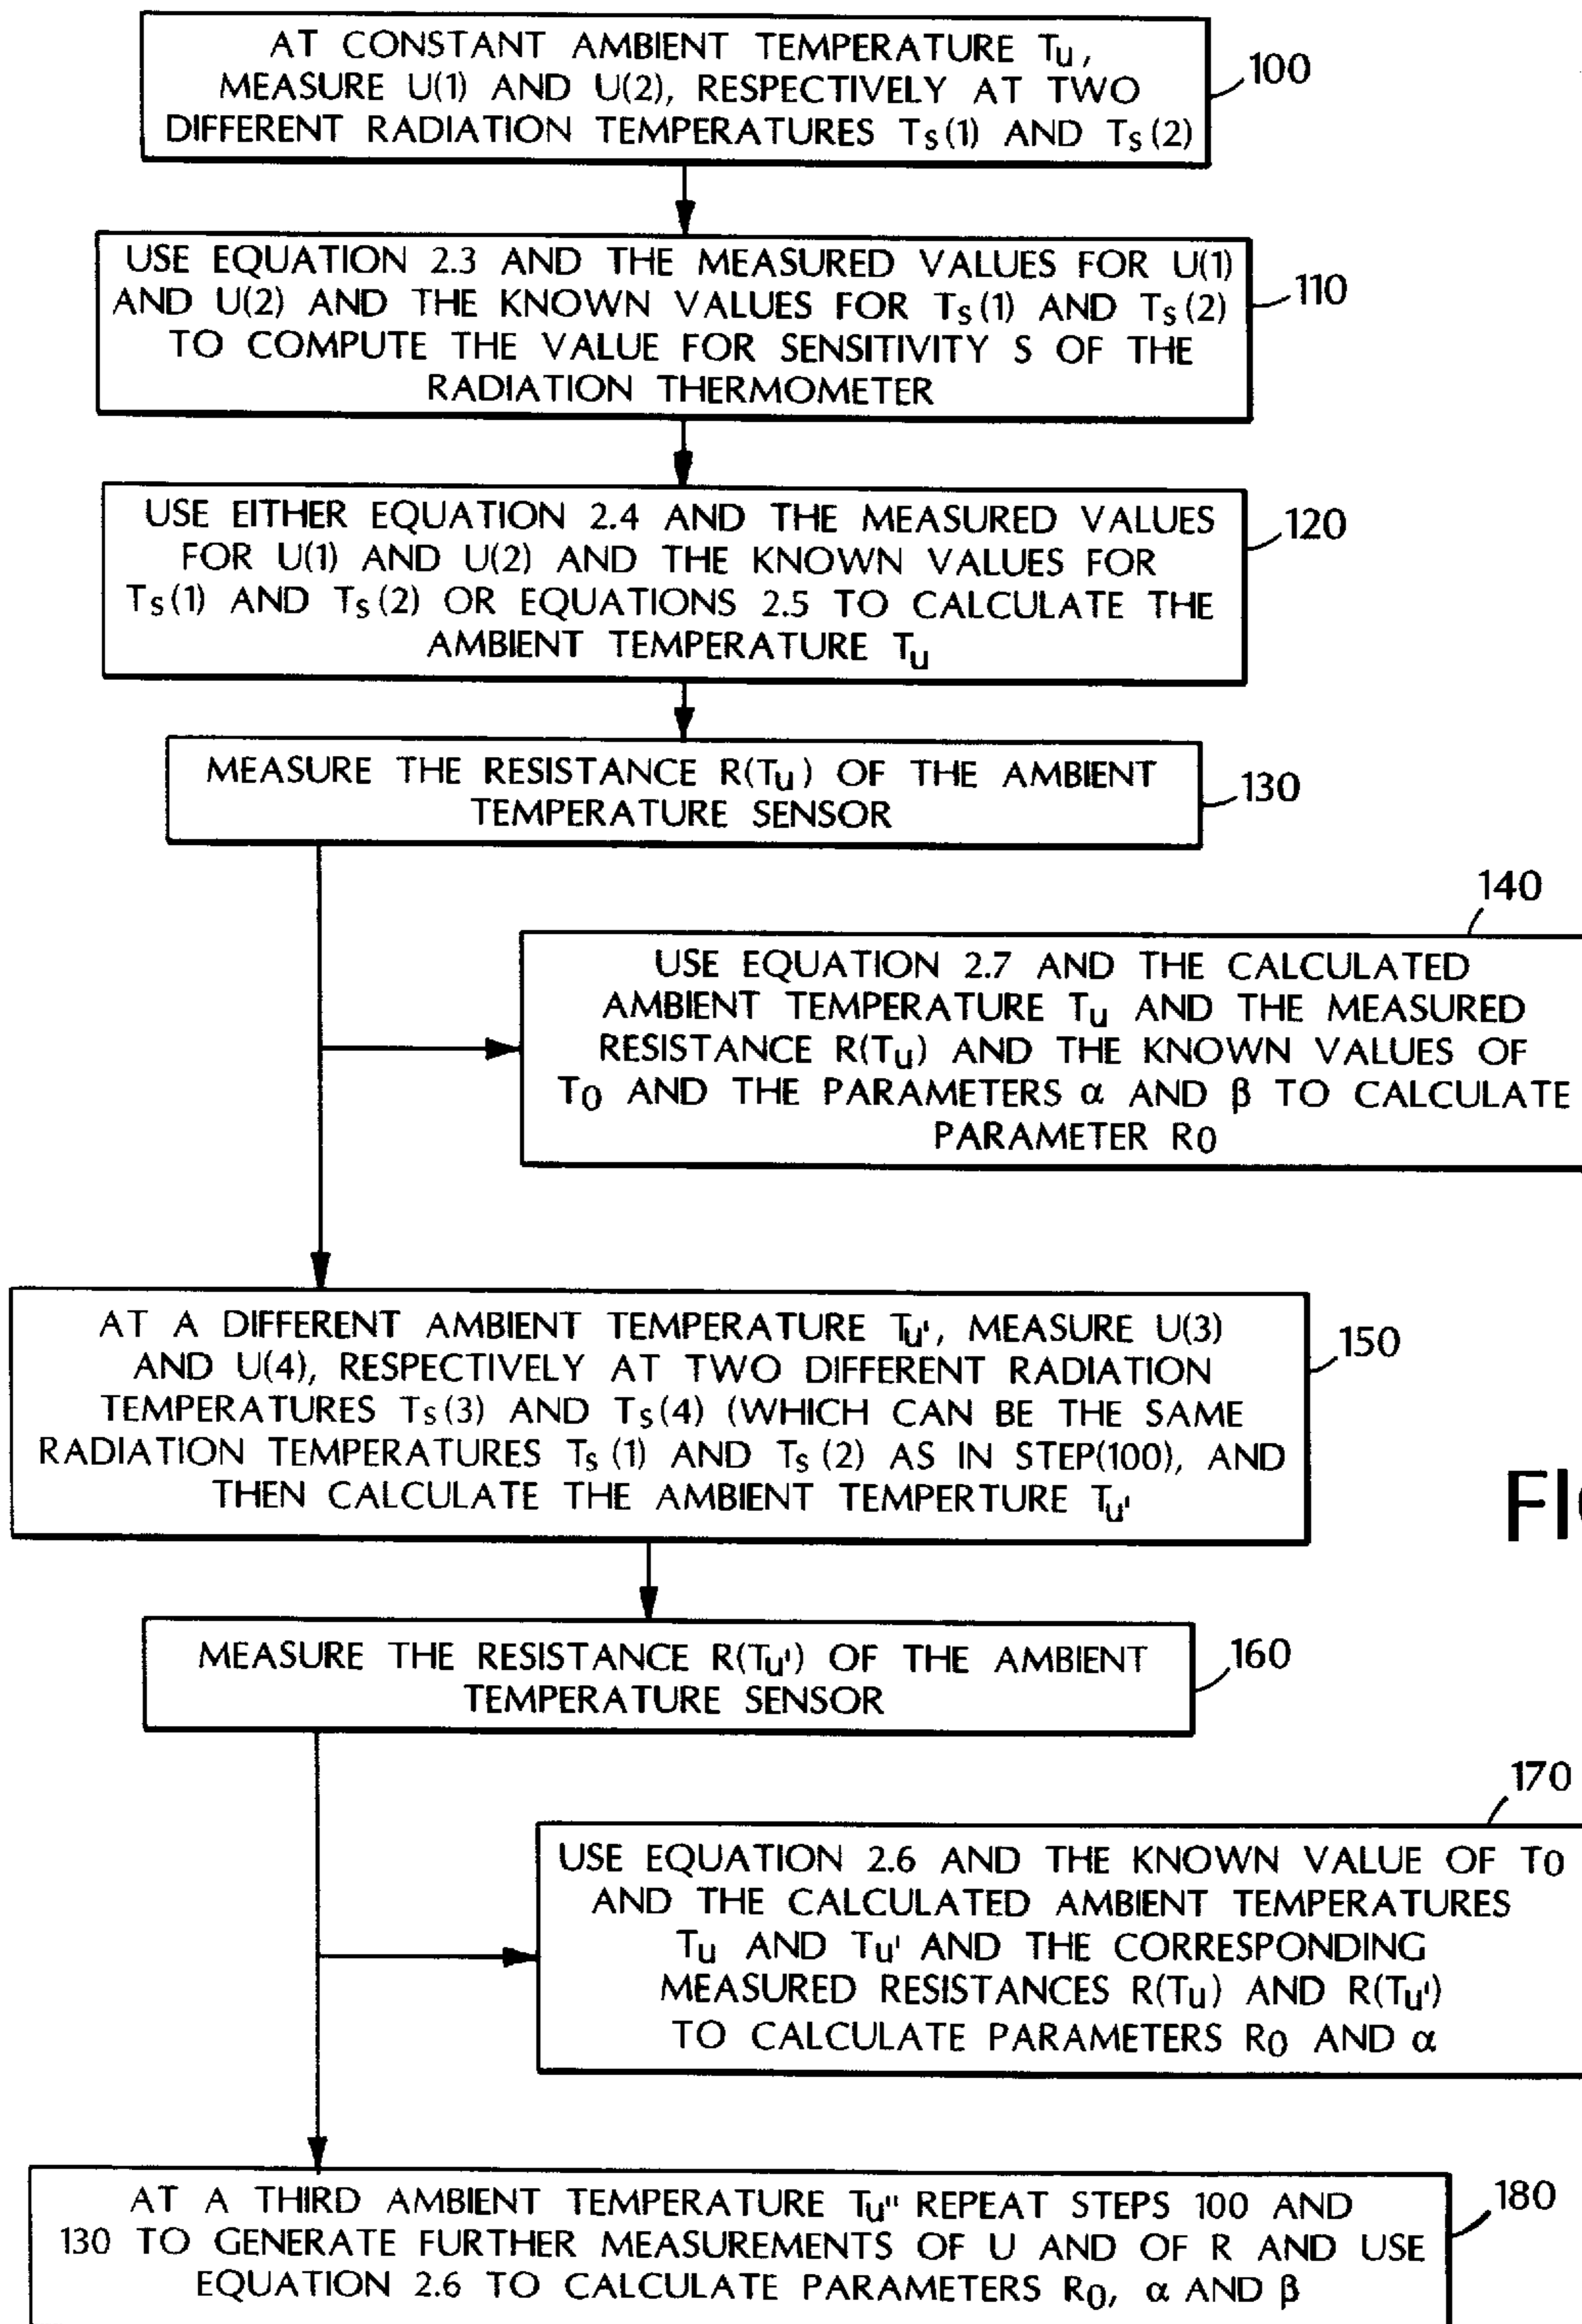 AT CONSTANT AMBIENT TEMPERATURE Tu,
MEASURE U(1) AND U(2), RESPECTIVELY AT TWO
DIFFERENT RADIATION TEMPERATURES Ts(1) AND Ts(2)
100
USE EQUATION 2.3 AND THE MEASURED VALUES FOR U(1)
AND U(2) AND THE KNOWN VALUES FOR Ts(1) AND Ts(2)
TO COMPUTE THE VALUE FOR SENSITIVITY S OF THE
RADIATION THERMOMETER
110
USE EITHER EQUATION 2.4 AND THE MEASURED VALUES
FOR U(1) AND U(2) AND THE KNOWN VALUES FOR
Ts(1) AND Ts(2) OR EQUATIONS 2.5 TO CALCULATE THE
AMBIENT TEMPERATURE Tu
120
MEASURE THE RESISTANCE R(Tu) OF THE AMBIENT
TEMPERATURE SENSOR
130
140
USE EQUATION 2.7 AND THE CALCULATED
AMBIENT TEMPERATURE Tu AND THE MEASURED
RESISTANCE R(Tu) AND THE KNOWN VALUES OF
T0 AND THE PARAMETERS α AND β TO CALCULATE
PARAMETER R0
AT A DIFFERENT AMBIENT TEMPERATURE Tu', MEASURE U(3)
AND U(4), RESPECTIVELY AT TWO DIFFERENT RADIATION
TEMPERATURES Ts(3) AND Ts(4) (WHICH CAN BE THE SAME
RADIATION TEMPERATURES Ts(1) AND Ts(2) AS IN STEP(100), AND
THEN CALCULATE THE AMBIENT TEMPERTURE Tu'
150
MEASURE THE RESISTANCE R(Tu') OF THE AMBIENT
TEMPERATURE SENSOR
160
170
USE EQUATION 2.6 AND THE KNOWN VALUE OF T0
AND THE CALCULATED AMBIENT TEMPERATURES
Tu AND Tu' AND THE CORRESPONDING
MEASURED RESISTANCES R(Tu) AND R(Tu')
TO CALCULATE PARAMETERS R0 AND α
AT A THIRD AMBIENT TEMPERATURE Tu" REPEAT STEPS 100 AND
130 TO GENERATE FURTHER MEASUREMENTS OF U AND OF R AND USE
EQUATION 2.6 TO CALCULATE PARAMETERS R0, α AND β
180